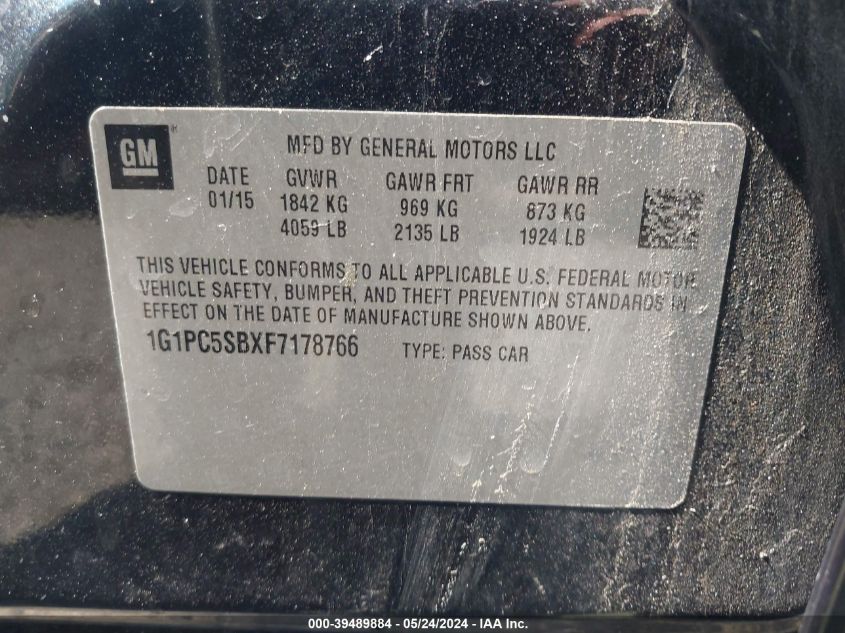 GM
MFD BY GENERAL MOTORS LLC
DATE GVWR GAWR FRT GAWR RR
01/15 1842 KG 969 KG 873 KG
4059 LB 2135 LB 1924 LB
THIS VEHICLE CONFORMS TO ALL APPLICABLE U.S. FEDERAL MOTOR
VEHICLE SAFETY, BUMPER, AND THEFT PREVENTION STANDARDS IN
EFFECT ON THE DATE OF MANUFACTURE SHOWN ABOVE.
1G1PC5SBXF7178766 TYPE: PASS CAR
000-39489884 / 05/24/2024 - IAA Inc.